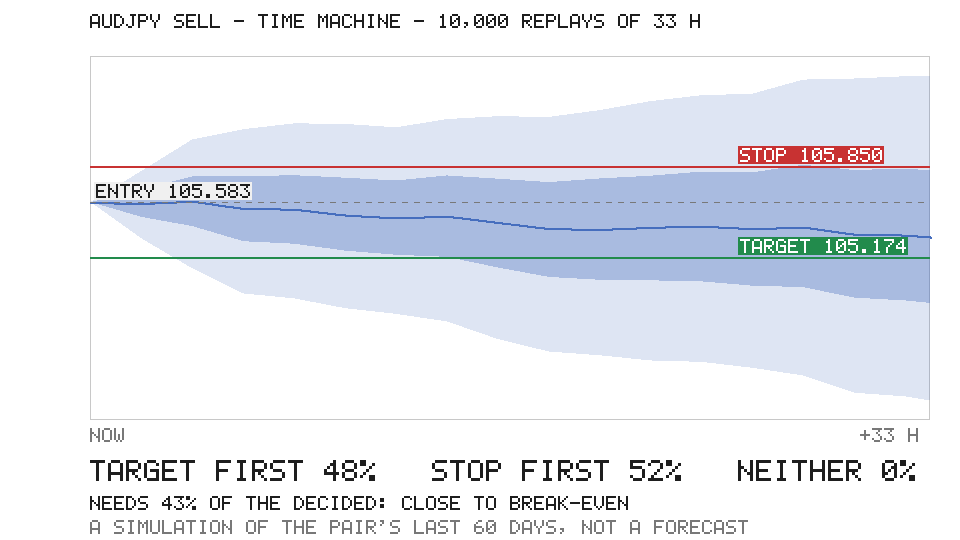 AUDJPY SELL - TIME MACHINE - 10,000 REPLAYS OF 33 H
STOP 105.850
ENTRY 105.583
TARGET 105.174
NOW +33 H
TARGET FIRST 48% STOP FIRST 52% NEITHER 0%
NEEDS 43% OF THE DECIDED: CLOSE TO BREAK-EVEN
A SIMULATION OF THE PAIR'S LAST 60 DAYS, NOT A FORECAST